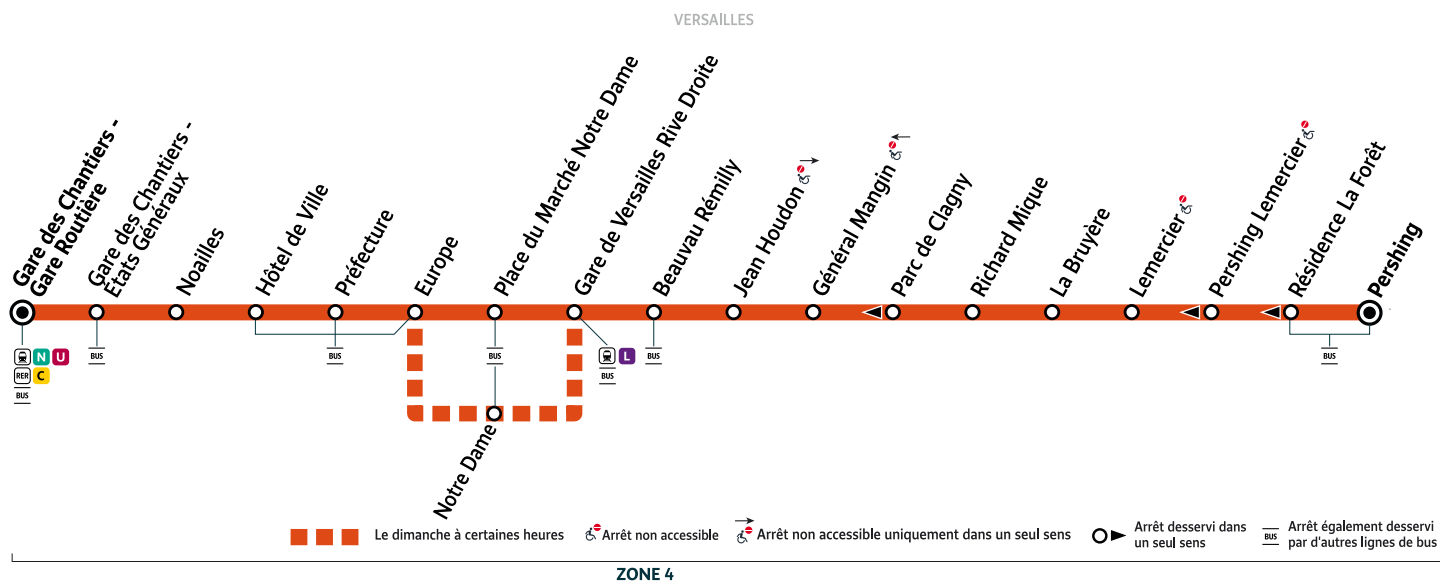 VERSAILLES
Gare des Chantiers -
Gare Routière
Gare des Chantiers -
Etats Généraux
Noailles
Hôtel de Ville
Préfecture
Europe
Place du Marché Notre Dame
Gare de Versailles Rive Droite
Beauvau Rémilly
Jean Houdon
Général Mangin
Parc de Clagny
Richard Mique
La Bruyère
Lemercier
Pershing Lemercier
Résidence La Forêt
Pershing
N U
RER C
BUS
BUS
BUS
BUS
L
BUS
BUS
BUS
Notre Dame
Le dimanche à certaines heures
Arrêt non accessible
Arrêt non accessible uniquement dans un seul sens
Arrêt desservi dans
un seul sens
BUS
Arrêt également desservi
par d'autres lignes de bus
ZONE 4